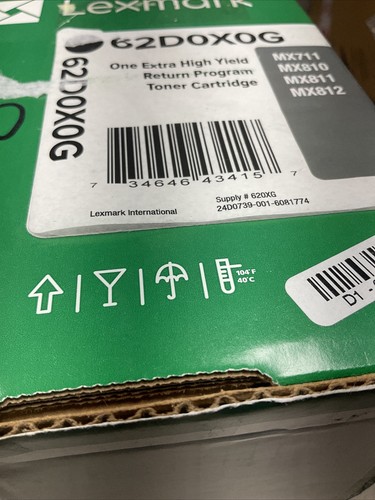 Lexmark
62D0X0G
62D0X0G
One Extra High Yield
Return Program
Toner Cartridge
MX711
MX810
MX811
MX812
7 34646 43415 7
Lexmark International
Supply # 620XG
24D0739-001-6081774
104°F
40°C
D1 -